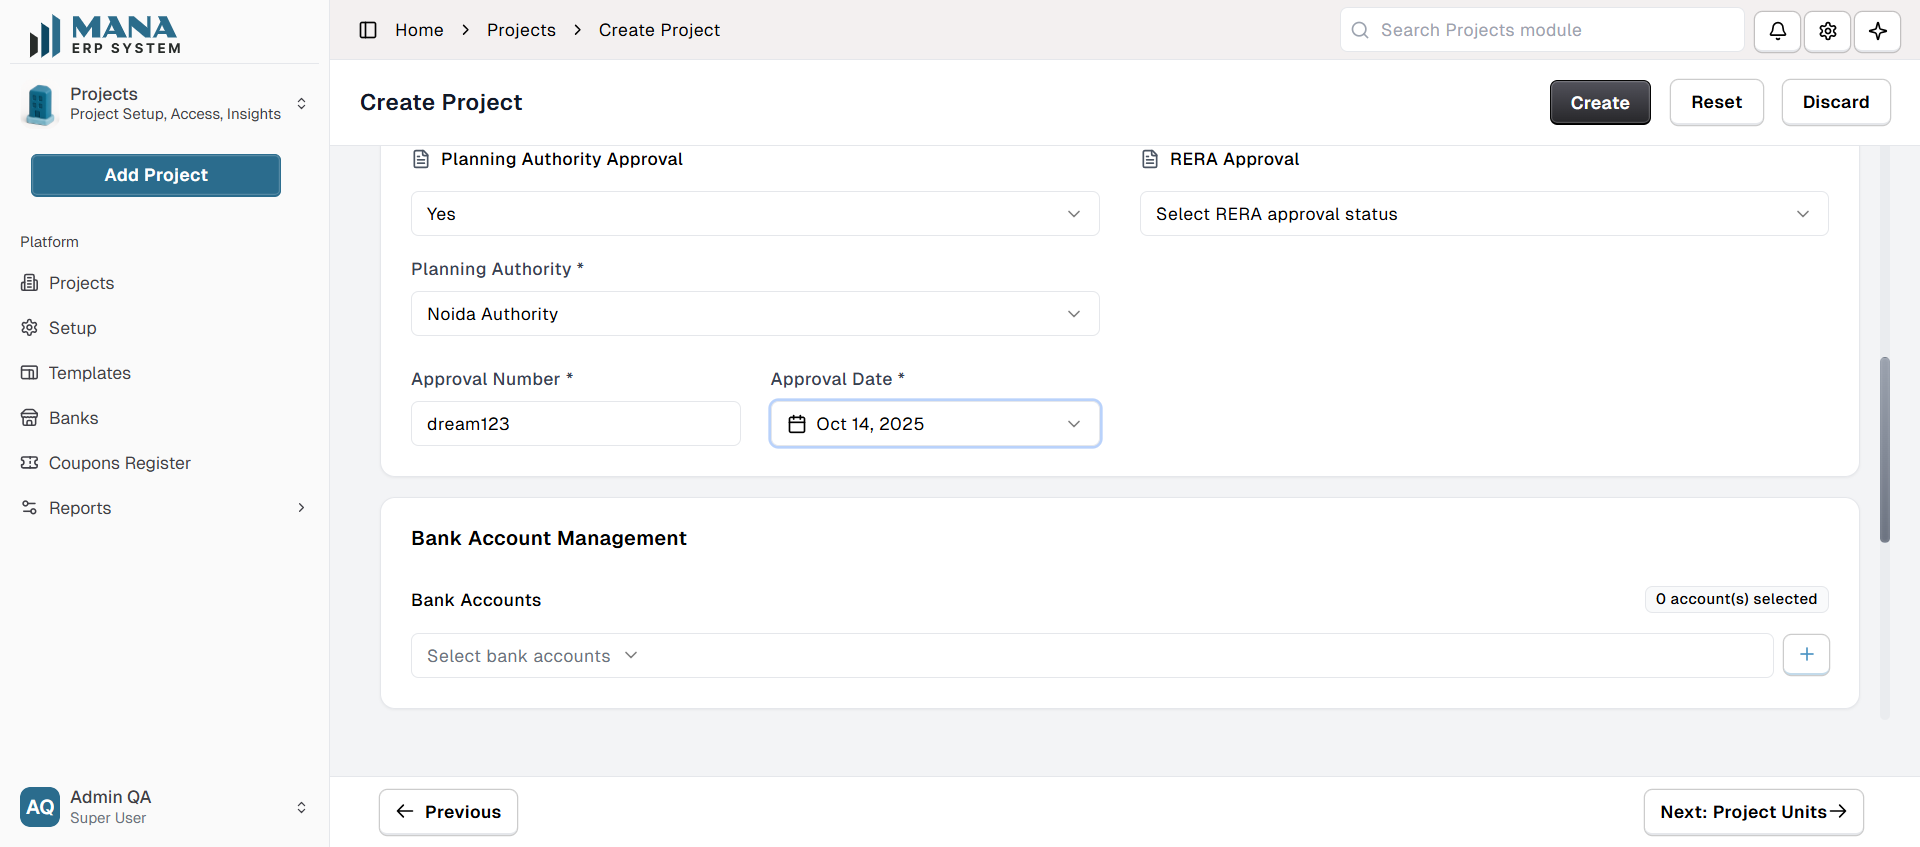 MANA
ERP SYSTEM
Projects
Project Setup, Access, Insights
Add Project
Platform
Projects
Setup
Templates
Banks
Coupons Register
Reports
AQ
Admin QA
Super User
Home
Projects
Create Project
Search Projects module
Create Project
Create
Reset
Discard
Planning Authority Approval
Yes
Planning Authority *
Noida Authority
Approval Number *
dream123
Approval Date *
Oct 14, 2025
RERA Approval
Select RERA approval status
Bank Account Management
Bank Accounts
0 account(s) selected
Select bank accounts
Previous
Next: Project Units